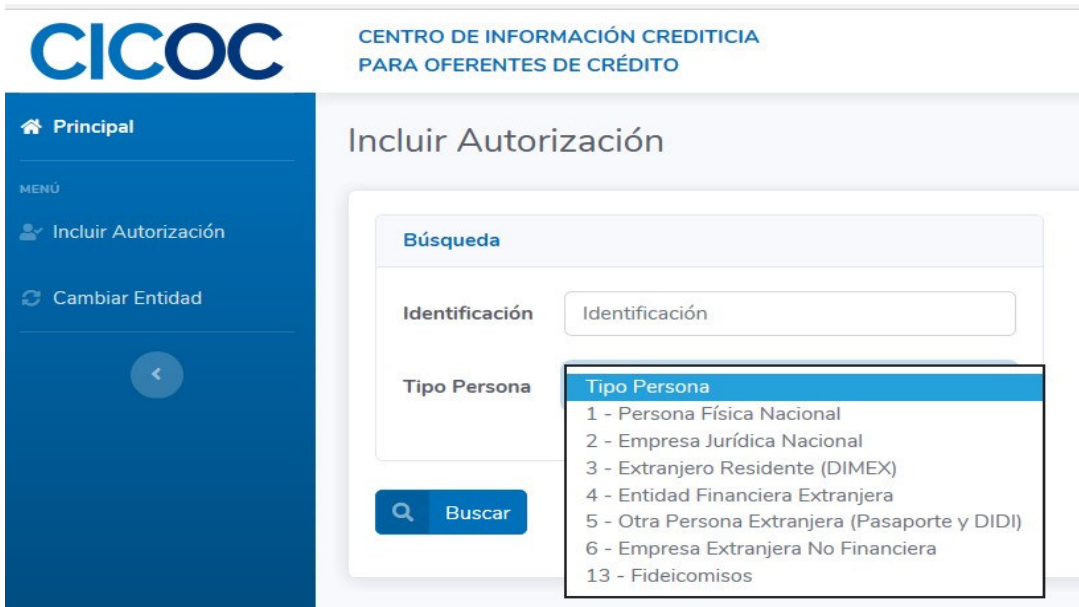 CICOC
CENTRO DE INFORMACIÓN CREDITICIA
PARA OFERENTES DE CRÉDITO
Principal
MENÚ
Incluir Autorización
Cambiar Entidad
Incluir Autorización
Búsqueda
Identificación
Identificación
Tipo Persona
Tipo Persona
1 - Persona Física Nacional
2 - Empresa Jurídica Nacional
3 - Extranjero Residente (DIMEX)
4 - Entidad Financiera Extranjera
5 - Otra Persona Extranjera (Pasaporte y DIDI)
6 - Empresa Extranjera No Financiera
13 - Fideicomisos
Buscar